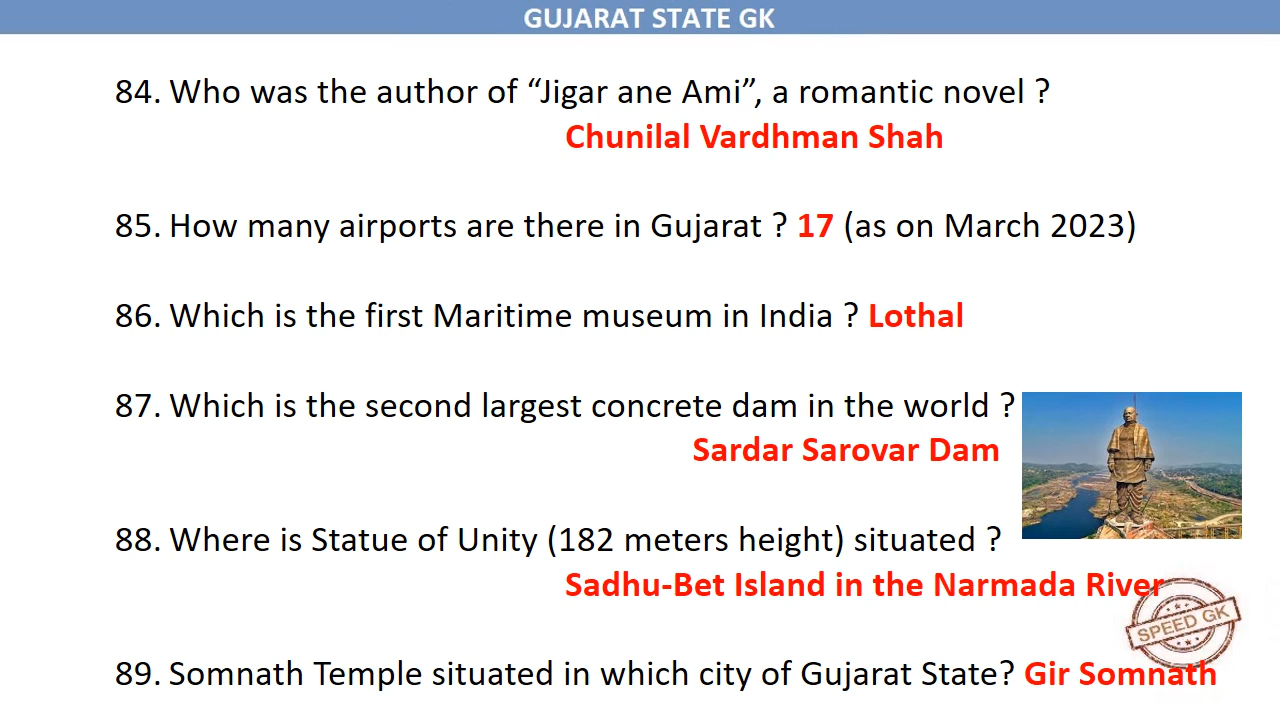 GUJARAT STATE GK
84. Who was the author of “Jigar ane Ami”, a romantic novel ?
Chunilal Vardhman Shah
85. How many airports are there in Gujarat ? 17 (as on March 2023)
86. Which is the first Maritime museum in India ? Lothal
87. Which is the second largest concrete dam in the world ?
Sardar Sarovar Dam
88. Where is Statue of Unity (182 meters height) situated ?
Sadhu-Bet Island in the Narmada River
SPEED GK
89. Somnath Temple situated in which city of Gujarat State? Gir Somnath